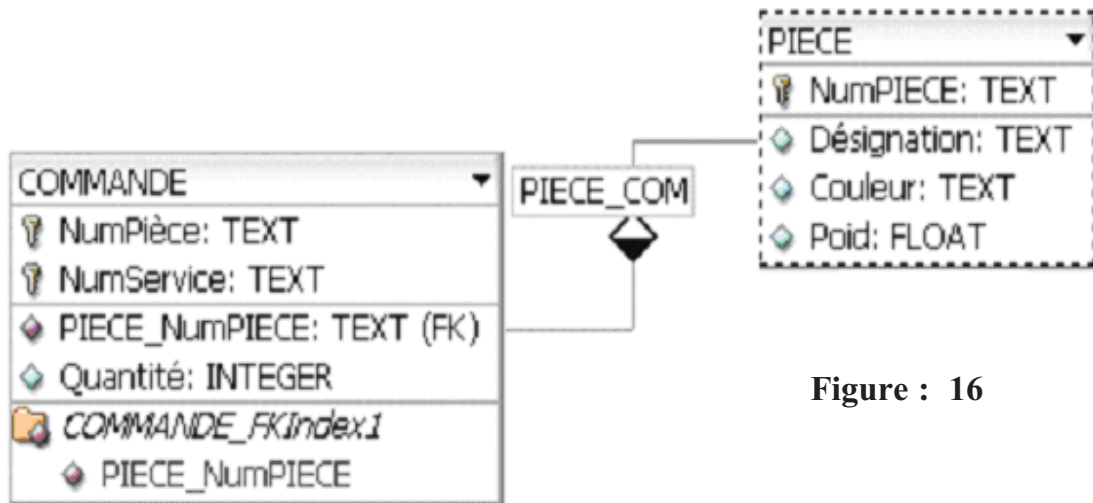 PIECE
NumPIECE: TEXT
Désignation: TEXT
Couleur: TEXT
Poid: FLOAT
PIECE_COM
COMMANDE
NumPièce: TEXT
NumService: TEXT
PIECE_NumPIECE: TEXT (FK)
Quantité: INTEGER
COMMANDE_FKIndex1
PIECE_NumPIECE
Figure : 16